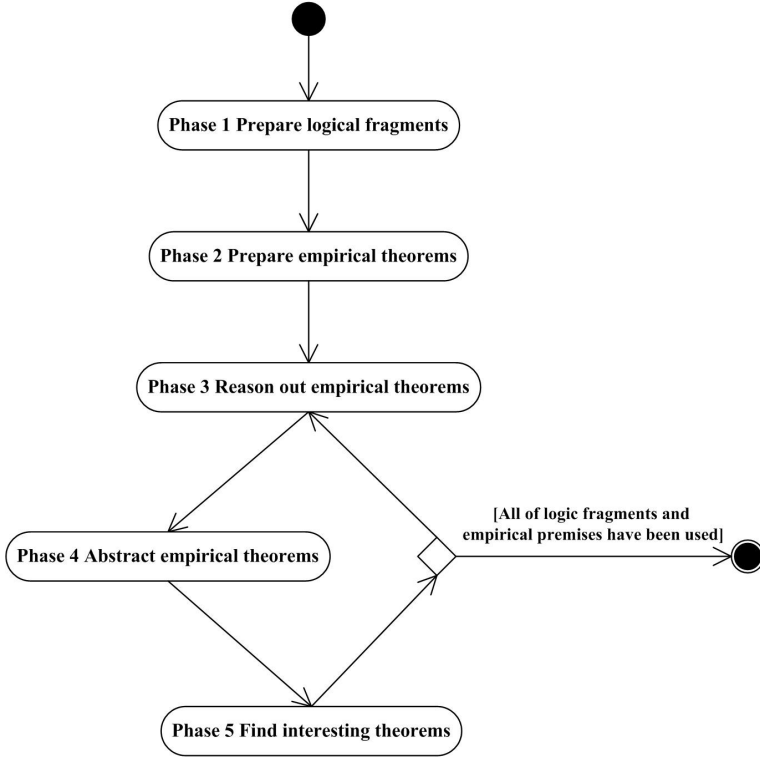 Phase 1 Prepare logical fragments
Phase 2 Prepare empirical theorems
Phase 3 Reason out empirical theorems
[All of logic fragments and
empirical premises have been used]
Phase 4 Abstract empirical theorems
Phase 5 Find interesting theorems